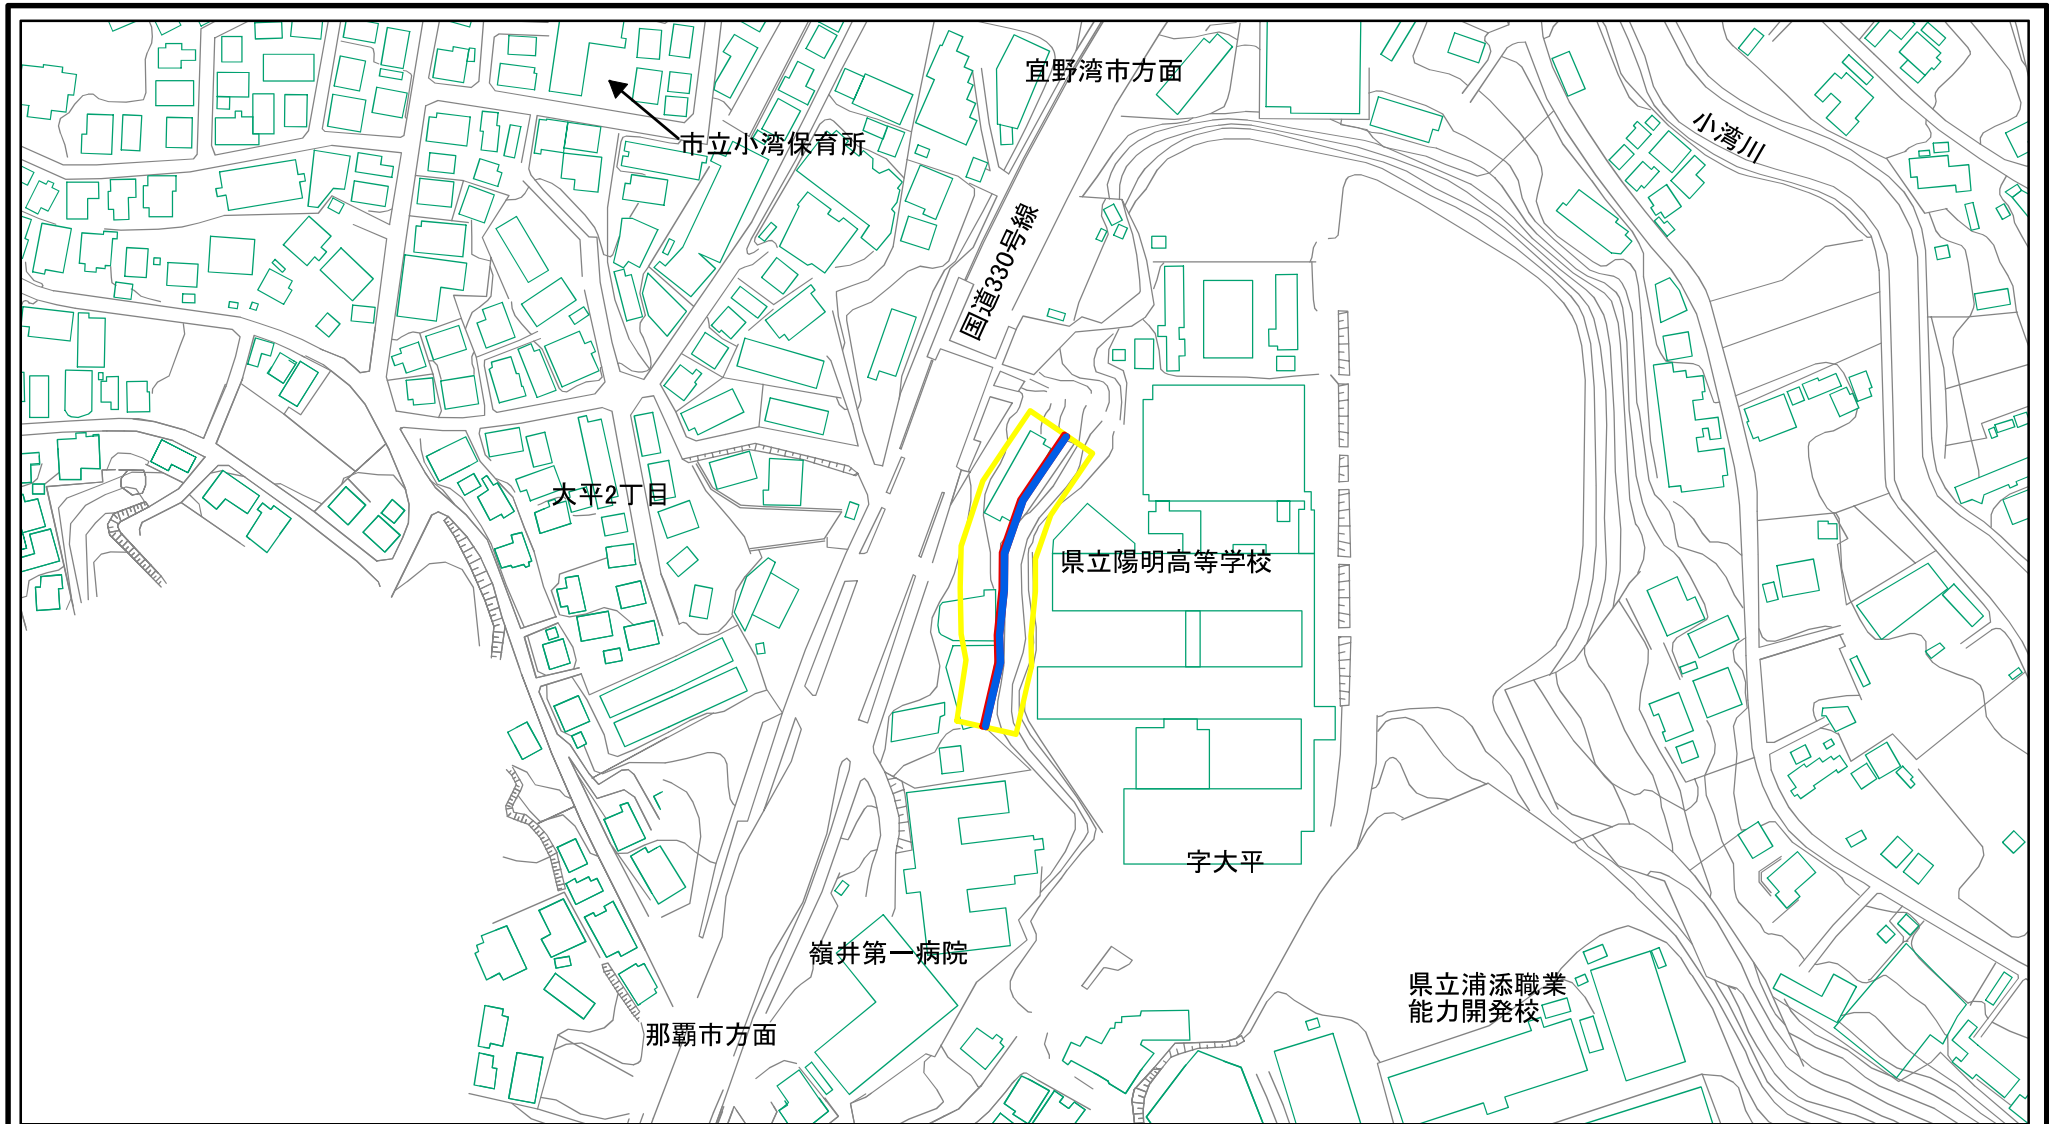 宜野湾市方面
小湾川
市立小湾保育所
国道330号線
大平2丁目
県立陽明高等学校
字大平
嶺井第一病院
県立浦添職業
能力開発校
那覇市方面